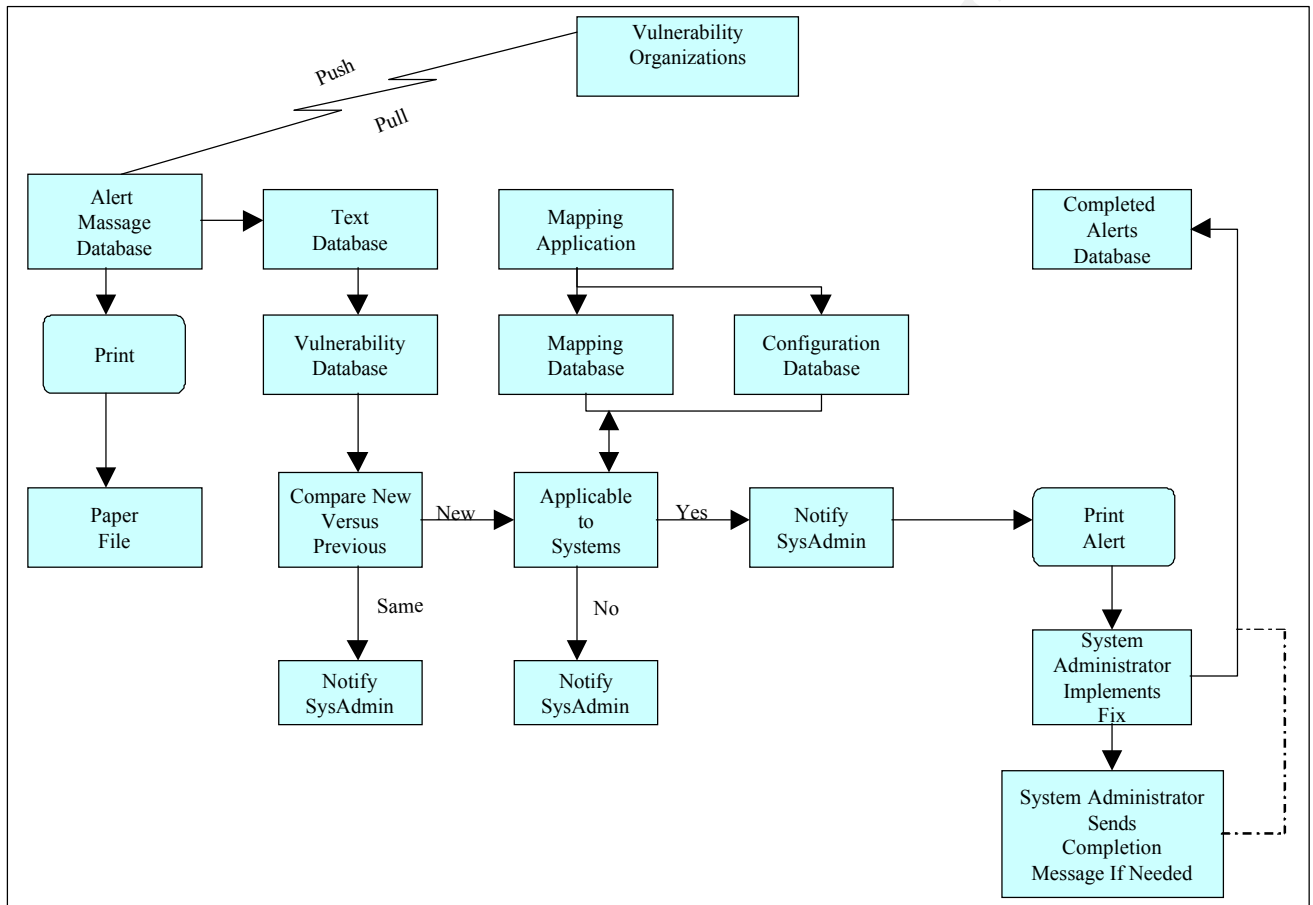 Vulnerability
Organizations
Push
Pull
Alert
Massage
Database
Text
Database
Mapping
Application
Completed
Alerts
Database
Print
Vulnerability
Database
Mapping
Database
Configuration
Database
Paper
File
Compare New
Versus
Previous
New
Applicable
to
Systems
Yes
Notify
SysAdmin
Print
Alert
Same
No
Notify
SysAdmin
Notify
SysAdmin
System
Administrator
Implements
Fix
System Administrator
Sends
Completion
Message If Needed